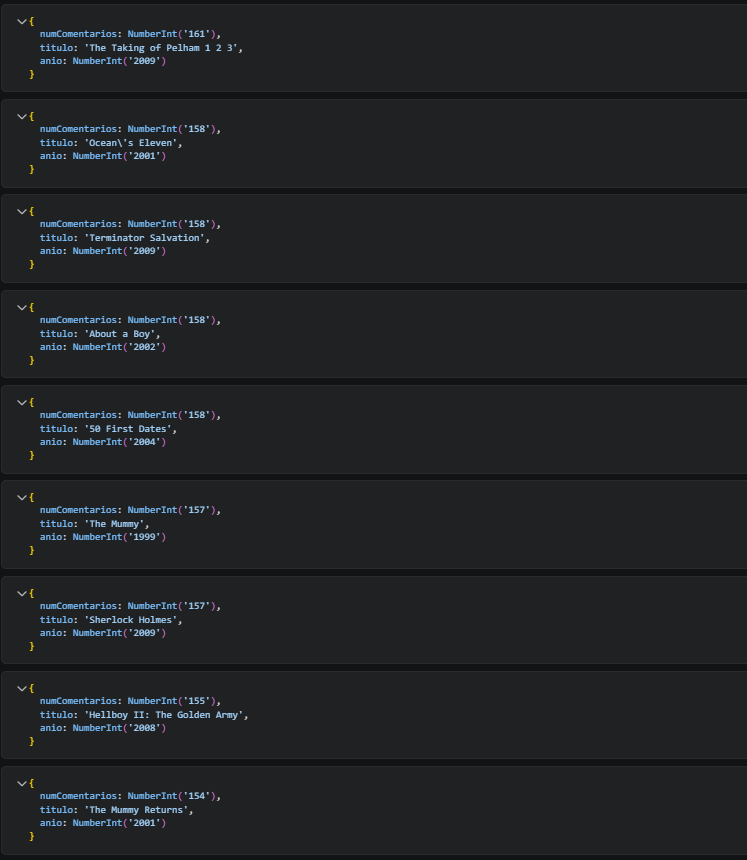 {
numComentarios: NumberInt('161'),
titulo: 'The Taking of Pelham 1 2 3',
anio: NumberInt('2009')
}
{
numComentarios: NumberInt('158'),
titulo: 'Ocean\'s Eleven',
anio: NumberInt('2001')
}
{
numComentarios: NumberInt('158'),
titulo: 'Terminator Salvation',
anio: NumberInt('2009')
}
{
numComentarios: NumberInt('158'),
titulo: 'About a Boy',
anio: NumberInt('2002')
}
{
numComentarios: NumberInt('158'),
titulo: '50 First Dates',
anio: NumberInt('2004')
}
{
numComentarios: NumberInt('157'),
titulo: 'The Mummy',
anio: NumberInt('1999')
}
{
numComentarios: NumberInt('157'),
titulo: 'Sherlock Holmes',
anio: NumberInt('2009')
}
{
numComentarios: NumberInt('155'),
titulo: 'Hellboy II: The Golden Army',
anio: NumberInt('2008')
}
{
numComentarios: NumberInt('154'),
titulo: 'The Mummy Returns',
anio: NumberInt('2001')
}